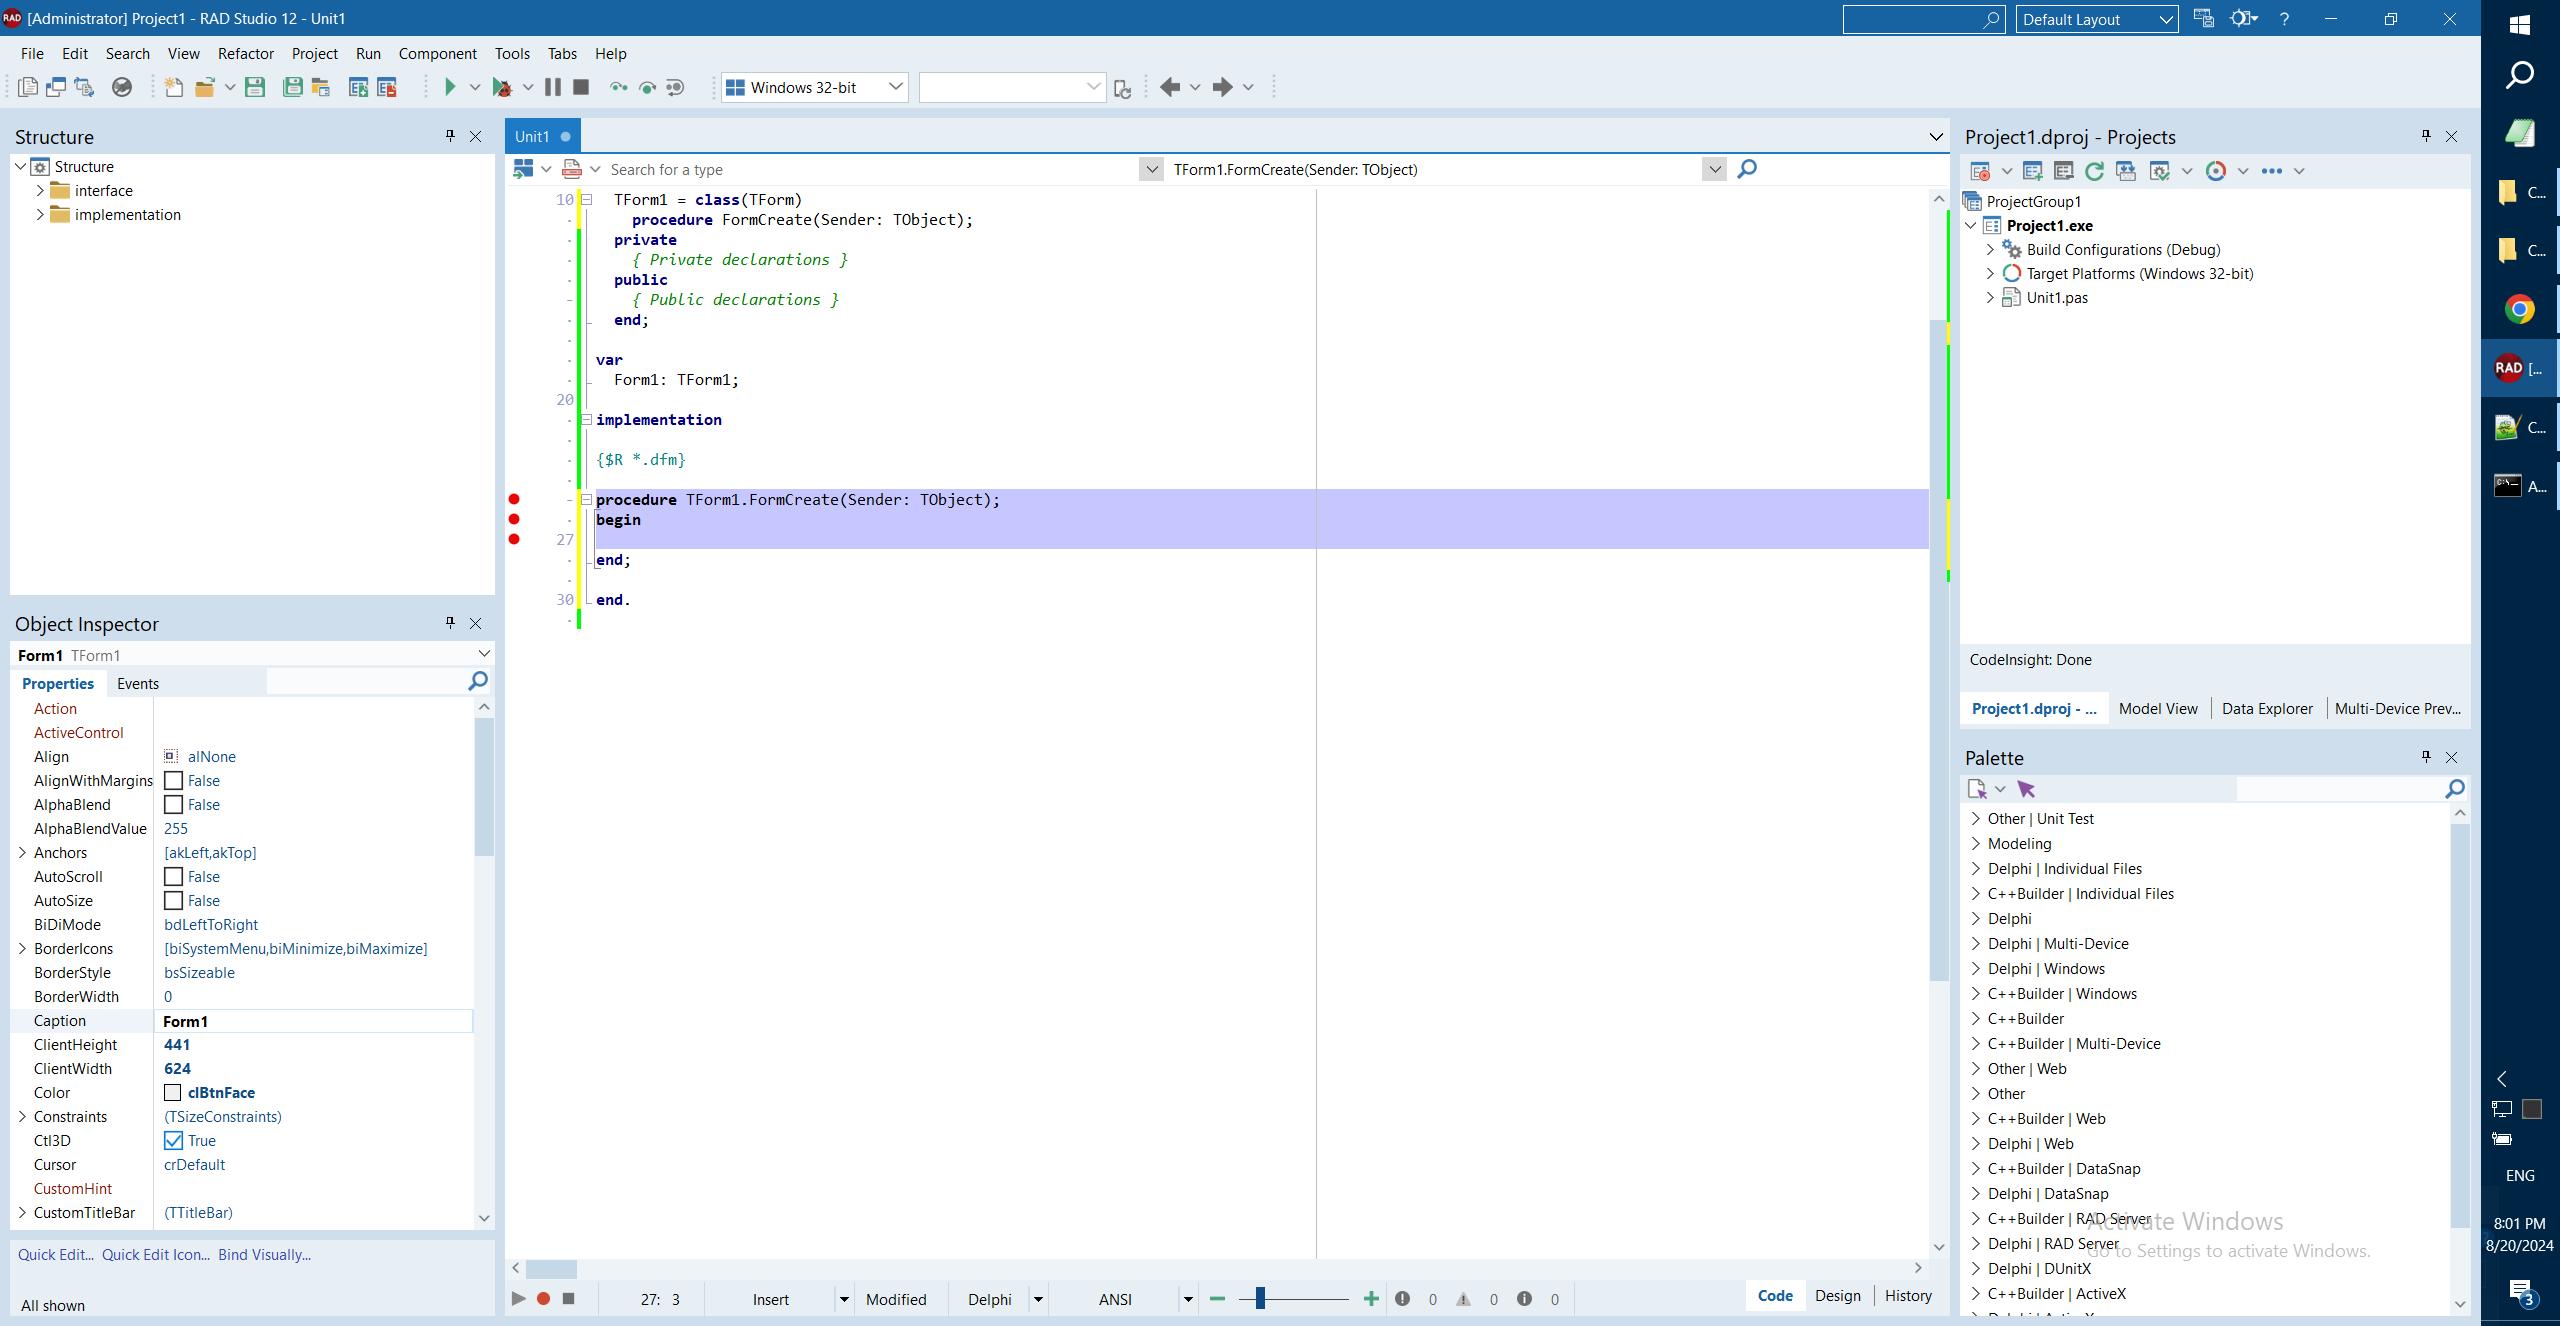 RAD [Administrator] Project1 - RAD Studio 12 - Unit1
Default Layout
?
File Edit Search View Refactor Project Run Component Tools Tabs Help
Windows 32-bit
Structure
Structure
interface
implementation
Object Inspector
Form1 TForm1
Properties Events
Action
ActiveControl
Align alNone
AlignWithMargins False
AlphaBlend False
AlphaBlendValue 255
Anchors [akLeft,akTop]
AutoScroll False
AutoSize False
BiDiMode bdLeftToRight
BorderIcons [biSystemMenu,biMinimize,biMaximize]
BorderStyle bsSizeable
BorderWidth 0
Caption Form1
ClientHeight 441
ClientWidth 624
Color clBtnFace
Constraints (TSizeConstraints)
Ctl3D True
Cursor crDefault
CustomHint
CustomTitleBar (TTitleBar)
Quick Edit... Quick Edit Icon... Bind Visually...
All shown
Unit1
Search for a type
TForm1.FormCreate(Sender: TObject)
10 TForm1 = class(TForm)
procedure FormCreate(Sender: TObject);
private
{ Private declarations }
public
{ Public declarations }
end;
var
Form1: TForm1;
20
implementation
{$R *.dfm}
procedure TForm1.FormCreate(Sender: TObject);
begin
27
end;
30 end.
27: 3 Insert Modified Delphi ANSI 0 0 0 Code Design History
Project1.dproj - Projects
ProjectGroup1
Project1.exe
Build Configurations (Debug)
Target Platforms (Windows 32-bit)
Unit1.pas
CodeInsight: Done
Project1.dproj - ... Model View Data Explorer Multi-Device Prev...
Palette
Other | Unit Test
Modeling
Delphi | Individual Files
C++Builder | Individual Files
Delphi
Delphi | Multi-Device
Delphi | Windows
C++Builder | Windows
C++Builder
C++Builder | Multi-Device
Other | Web
Other
C++Builder | Web
Delphi | Web
C++Builder | DataSnap
Delphi | DataSnap
C++Builder | RAD Server
Delphi | RAD Server
Delphi | DUnitX
C++Builder | ActiveX
Activate Windows
Go to Settings to activate Windows.
C...
C...
RAD [...
C...
A...
ENG
8:01 PM
8/20/2024
3